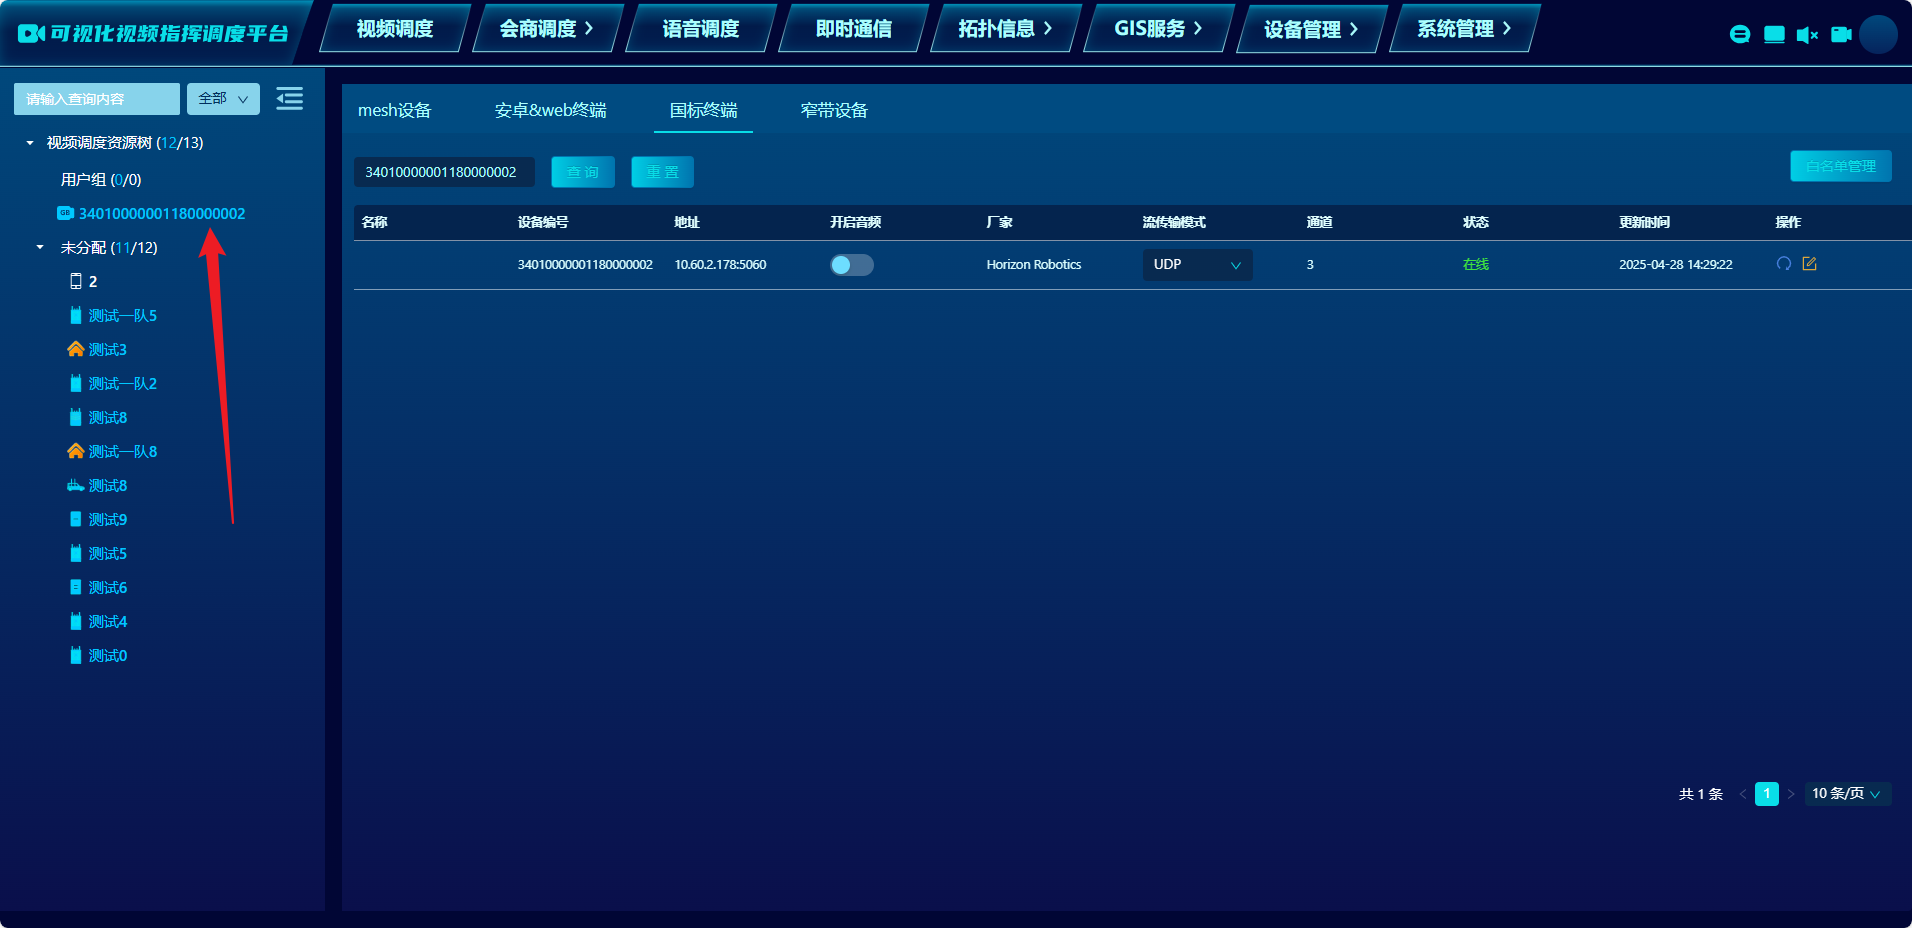 可视化视频指挥调度平台
视频调度
会商调度
语音调度
即时通信
拓扑信息
GIS服务
设备管理
系统管理
请输入查询内容
全部
视频调度资源树 (12/13)
用户组 (0/0)
GB 34010000001180000002
未分配 (11/12)
2
测试一队5
测试3
测试一队2
测试8
测试一队8
测试8
测试9
测试5
测试6
测试4
测试0
mesh设备 安卓&web终端 国标终端 窄带设备
34010000001180000002 查 询 重 置 白名单管理
名称 设备编号 地址 开启音频 厂家 流传输模式 通道 状态 更新时间 操作
34010000001180000002 10.60.2.178:5060 Horizon Robotics UDP 3 在线 2025-04-28 14:29:22
共 1 条 1 10 条/页